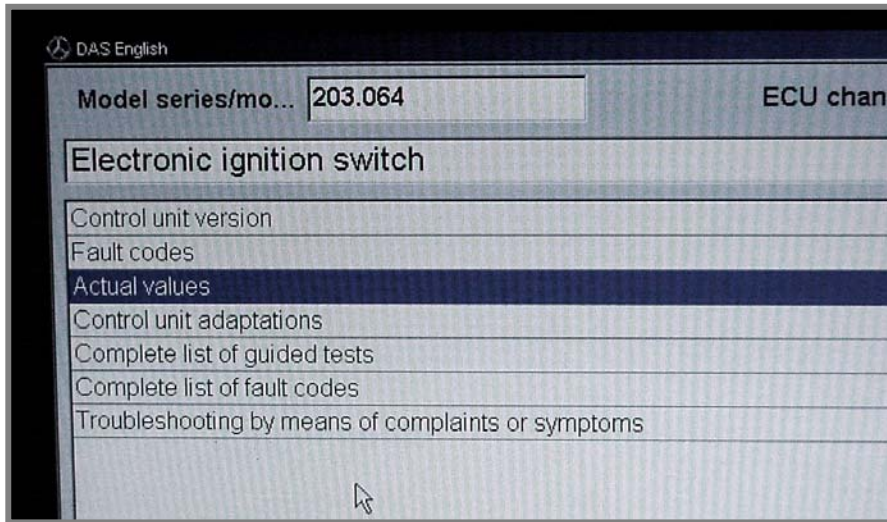 DAS English
Model series/mo... 203.064 ECU chan
Electronic ignition switch
Control unit version
Fault codes
Actual values
Control unit adaptations
Complete list of guided tests
Complete list of fault codes
Troubleshooting by means of complaints or symptoms